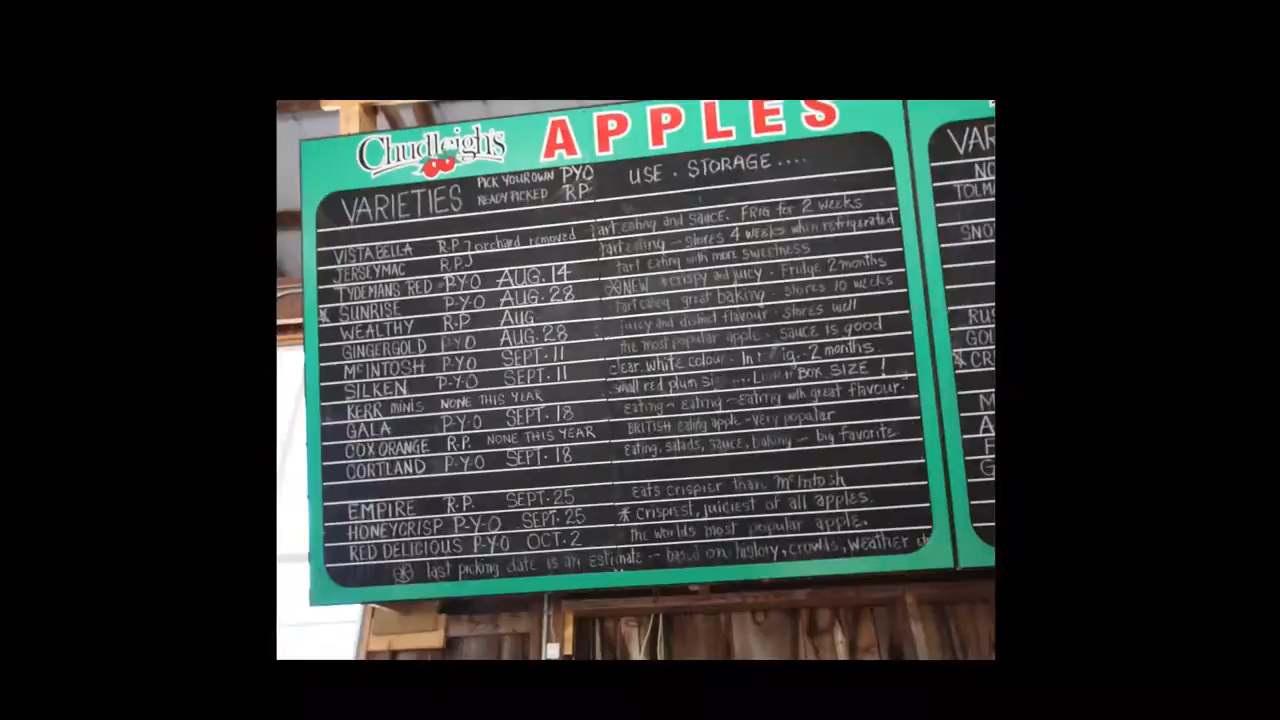 Chudleigh's APPLES
VARIETIES PICK YOUR OWN PYO USE . STORAGE ....
READY PICKED RP
VISTABELLA R.P. orchard removed tart eating and sauce. FRIG for 2 weeks
JERSEYMAC R.P. tart eating - stores 4 weeks when refrigerated
TYDEMANS RED P-Y-O AUG. 14 tart eating with more sweetness
* SUNRISE P-Y-O AUG. 28 NEW * crispy and juicy . Fridge 2 months
WEALTHY R.P AUG. tart eating great baking . stores 10 weeks
GINGERGOLD P-Y-O AUG. 28 juicy and distinct flavour . stores well
McINTOSH P-Y-O SEPT. 11 the most popular apple . sauce is good
SILKEN P-Y-O SEPT. 11 clear white colour . 2 months
KERR minis NONE THIS YEAR small red plum BOX SIZE !
GALA P-Y-O SEPT. 18 Eating - Eating - Eating with great flavour.
COX ORANGE R.P. NONE THIS YEAR BRITISH eating apple - very popular
CORTLAND P-Y-O SEPT. 18 Eating, salads, sauce, baking - big favorite
EMPIRE R.P. SEPT. 25 Eats crispier than McIntosh
HONEYCRISP P-Y-O SEPT. 25 * crispiest, juiciest of all apples.
RED DELICIOUS P-Y-O OCT. 2 the worlds most popular apple.
* last picking date is an estimate -- based on history, crowds, weather etc
VAR
NO
TOLMA
SNO
RUS
GOL
* CR
M
A
F
G